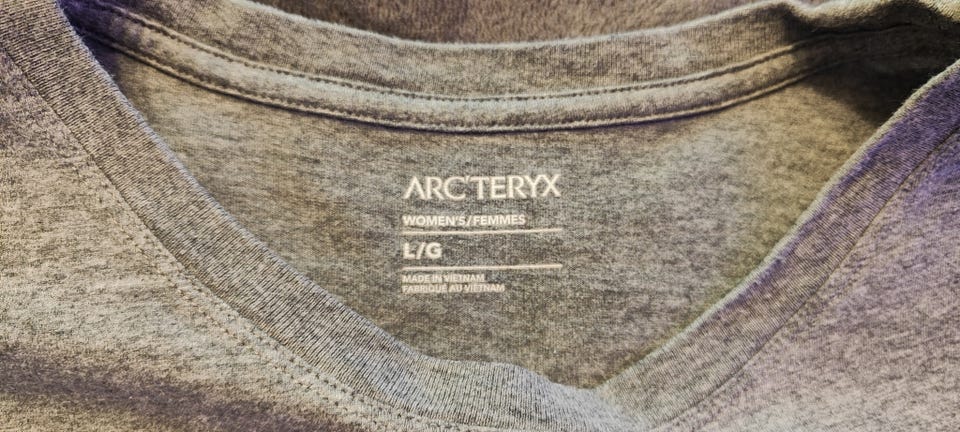 ARC'TERYX
WOMEN'S/FEMMES
L/G
MADE IN VIETNAM
FABRIQUÉ AU VIETNAM